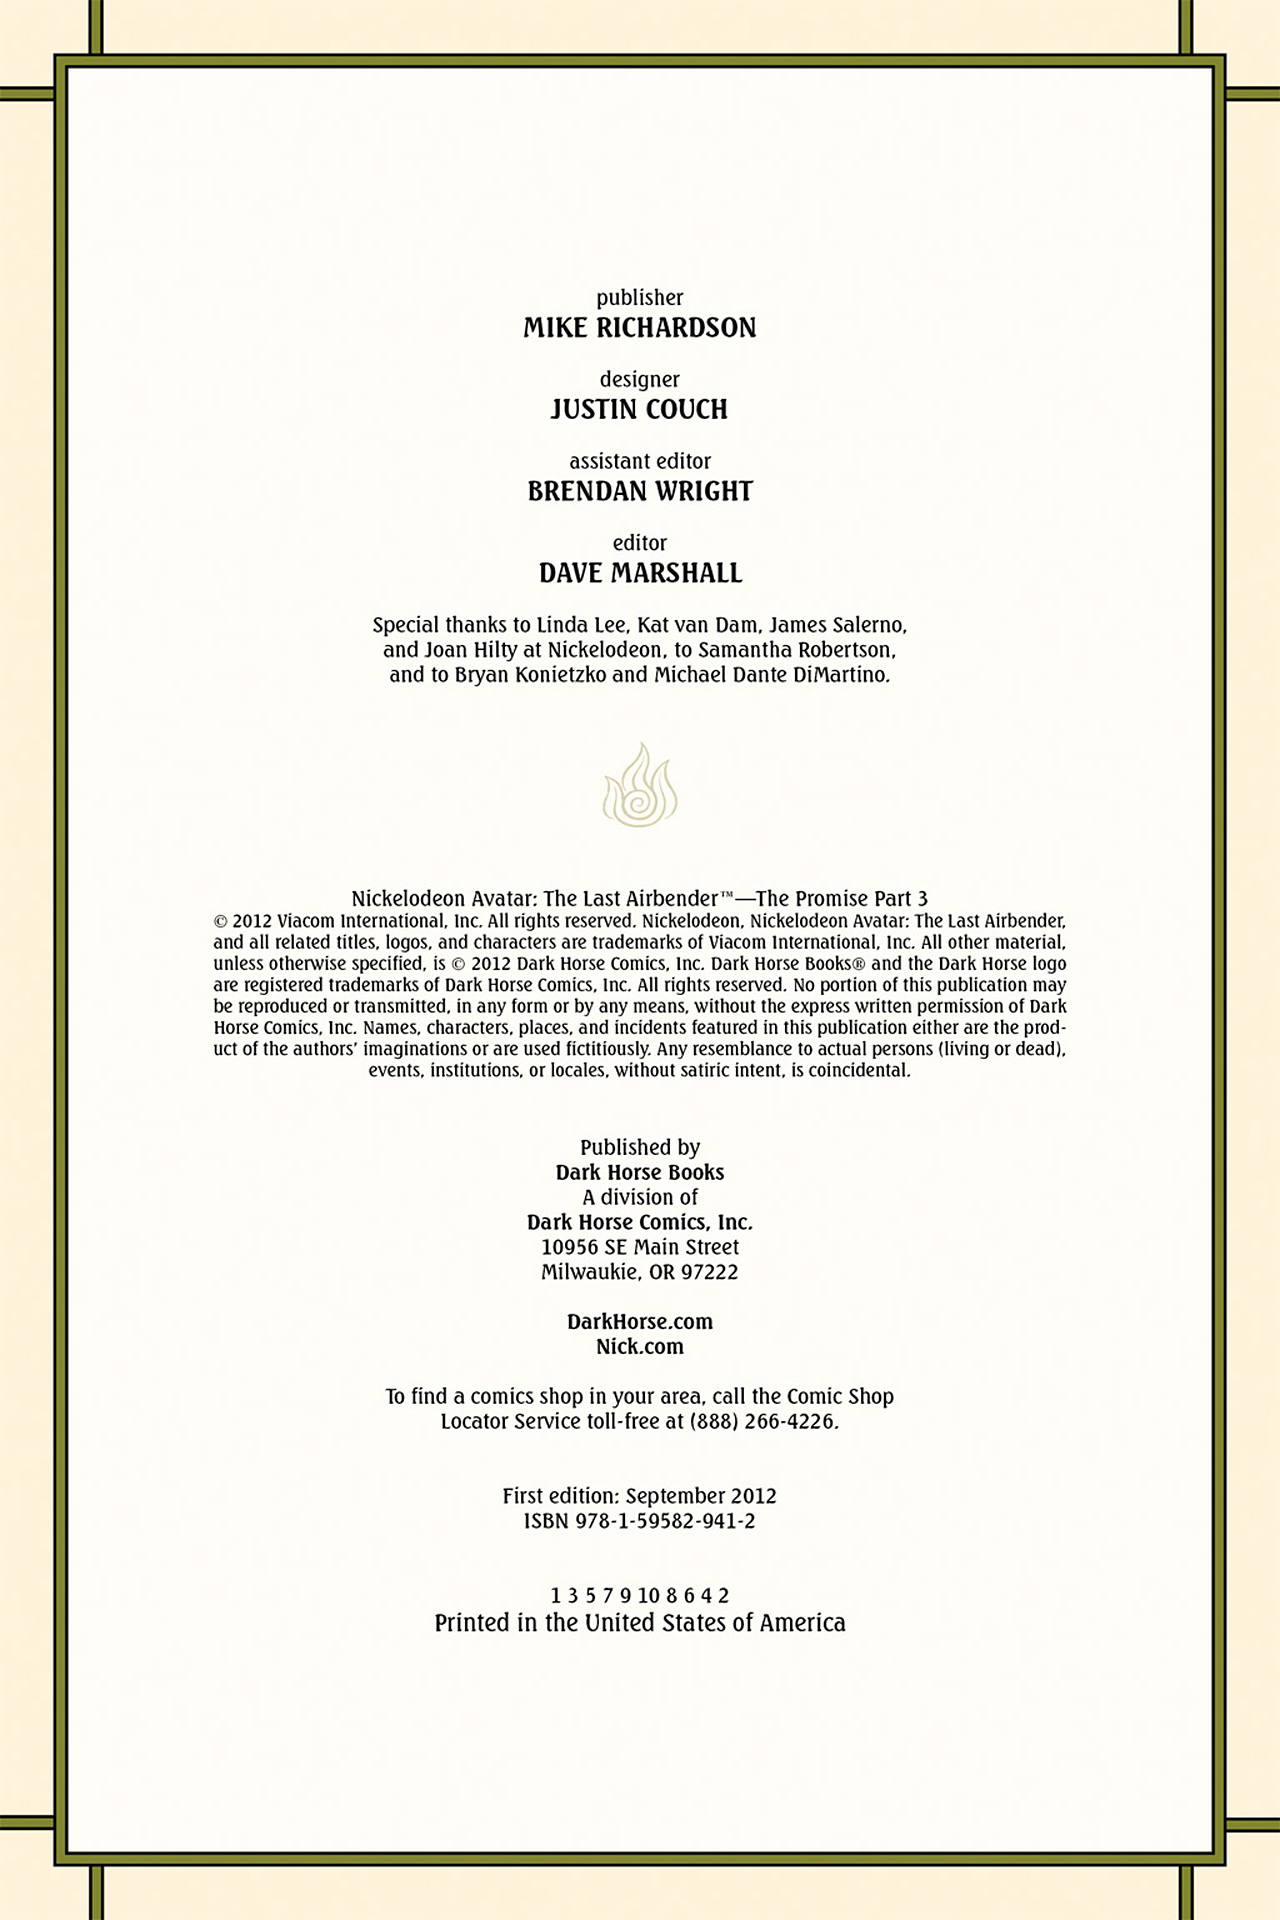 publisher
MIKE RICHARDSON
designer
JUSTIN COUCH
assistant editor
BRENDAN WRIGHT
editor
DAVE MARSHALL
Special thanks to Linda Lee, Kat van Dam, James Salerno,
and Joan Hilty at Nickelodeon, to Samantha Robertson,
and to Bryan Konietzko and Michael Dante DiMartino.
Nickelodeon Avatar: The Last Airbender™—The Promise Part 3
© 2012 Viacom International, Inc. All rights reserved. Nickelodeon, Nickelodeon Avatar: The Last Airbender,
and all related titles, logos, and characters are trademarks of Viacom International, Inc. All other material,
unless otherwise specified, is © 2012 Dark Horse Comics, Inc. Dark Horse Books® and the Dark Horse logo
are registered trademarks of Dark Horse Comics, Inc. All rights reserved. No portion of this publication may
be reproduced or transmitted, in any form or by any means, without the express written permission of Dark
Horse Comics, Inc. Names, characters, places, and incidents featured in this publication either are the prod-
uct of the authors’ imaginations or are used fictitiously. Any resemblance to actual persons (living or dead),
events, institutions, or locales, without satiric intent, is coincidental.
Published by
Dark Horse Books
A division of
Dark Horse Comics, Inc.
10956 SE Main Street
Milwaukie, OR 97222
DarkHorse.com
Nick.com
To find a comics shop in your area, call the Comic Shop
Locator Service toll-free at (888) 266-4226.
First edition: September 2012
ISBN 978-1-59582-941-2
1 3 5 7 9 10 8 6 4 2
Printed in the United States of America